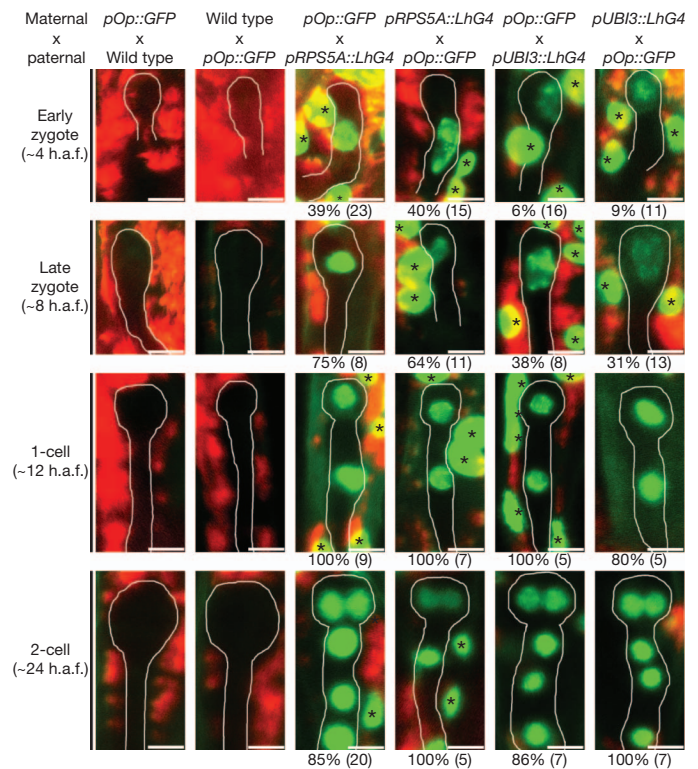 Maternal pOp::GFP Wild type pOp::GFP pRPS5A::LhG4 pOp::GFP pUBI3::LhG4
x x x x x x x
paternal Wild type pOp::GFP pRPS5A::LhG4 pOp::GFP pUBI3::LhG4 pOp::GFP
Early
zygote
(~4 h.a.f.)
* * * * * * * * * * * *
39% (23) 40% (15) 6% (16) 9% (11)
Late
zygote
(~8 h.a.f.)
* * * * * * * * * *
75% (8) 64% (11) 38% (8) 31% (13)
1-cell
(~12 h.a.f.)
* * * * * * * * * * * * *
100% (9) 100% (7) 100% (5) 80% (5)
2-cell
(~24 h.a.f.)
* * *
85% (20) 100% (5) 86% (7) 100% (7)